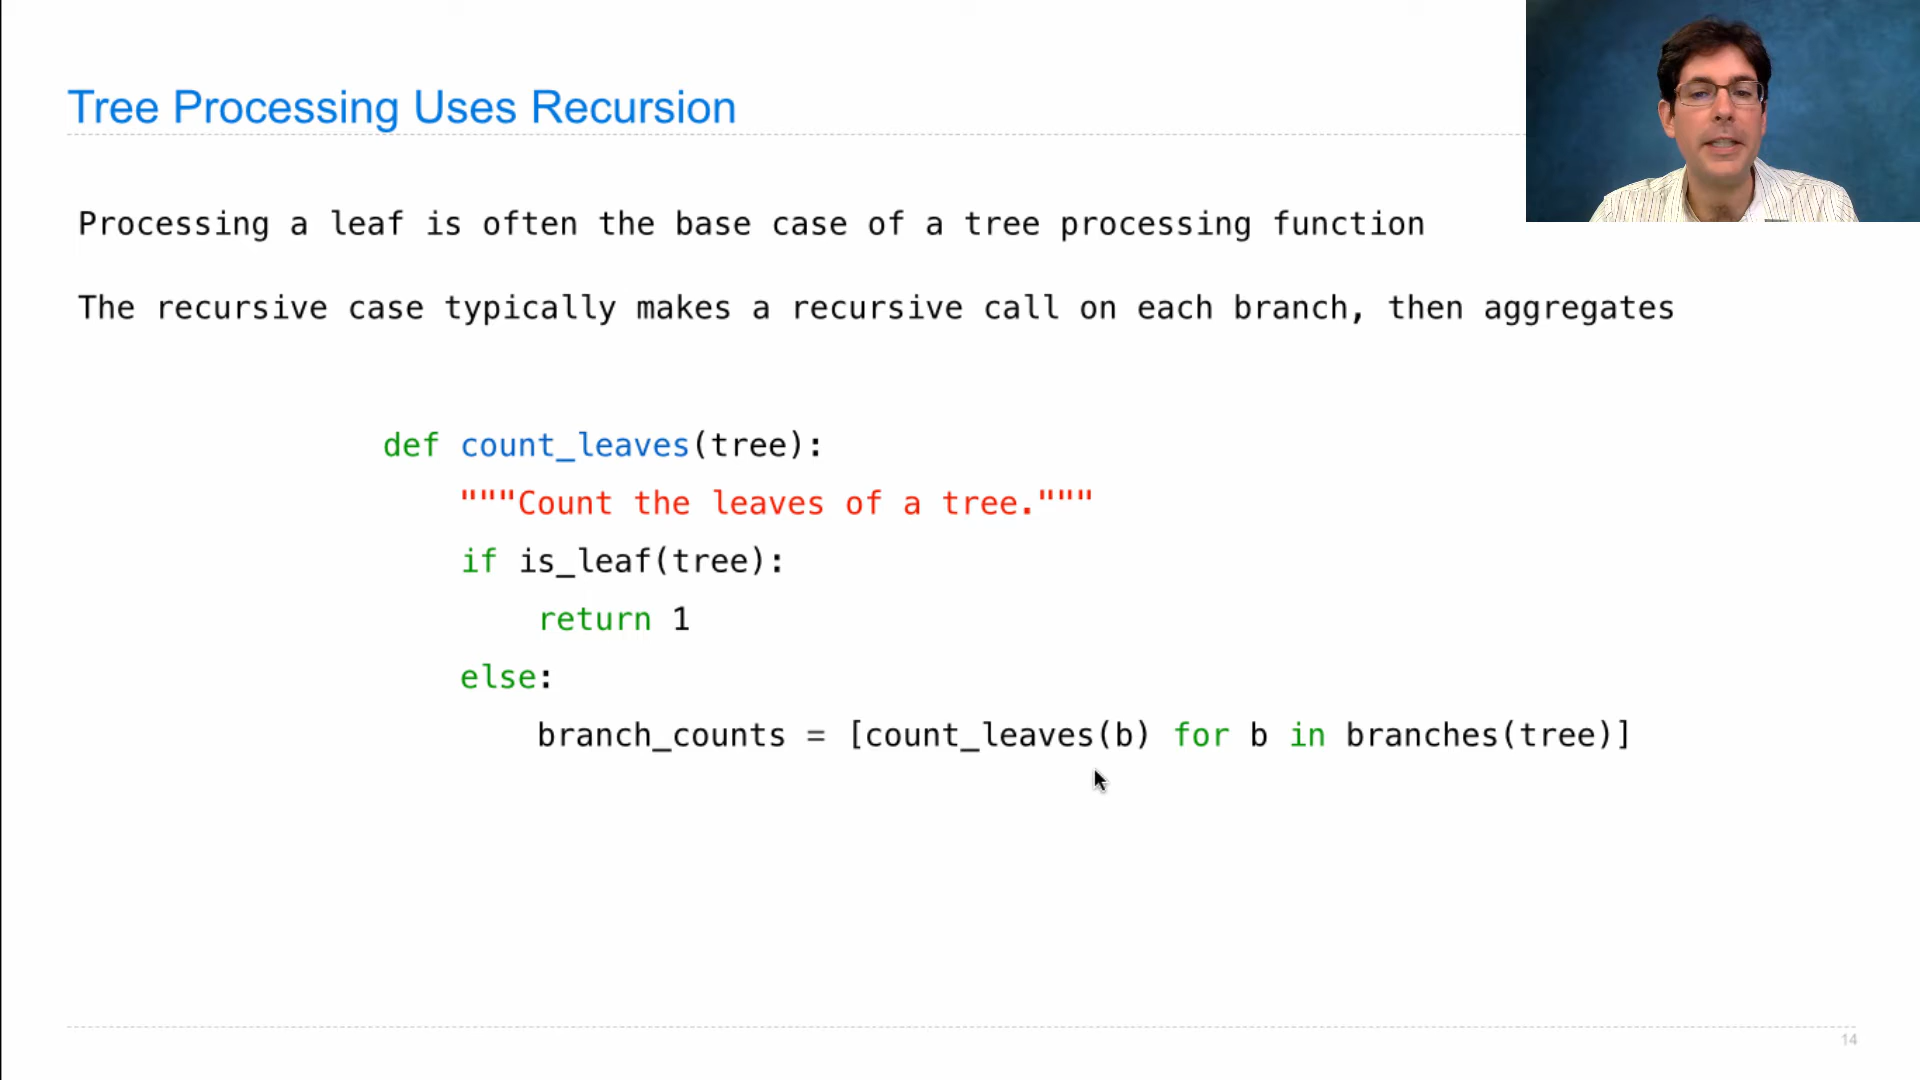 Tree Processing Uses Recursion
Processing a leaf is often the base case of a tree processing function
The recursive case typically makes a recursive call on each branch, then aggregates
def count_leaves(tree):
    """Count the leaves of a tree."""
    if is_leaf(tree):
        return 1
    else:
        branch_counts = [count_leaves(b) for b in branches(tree)]
14